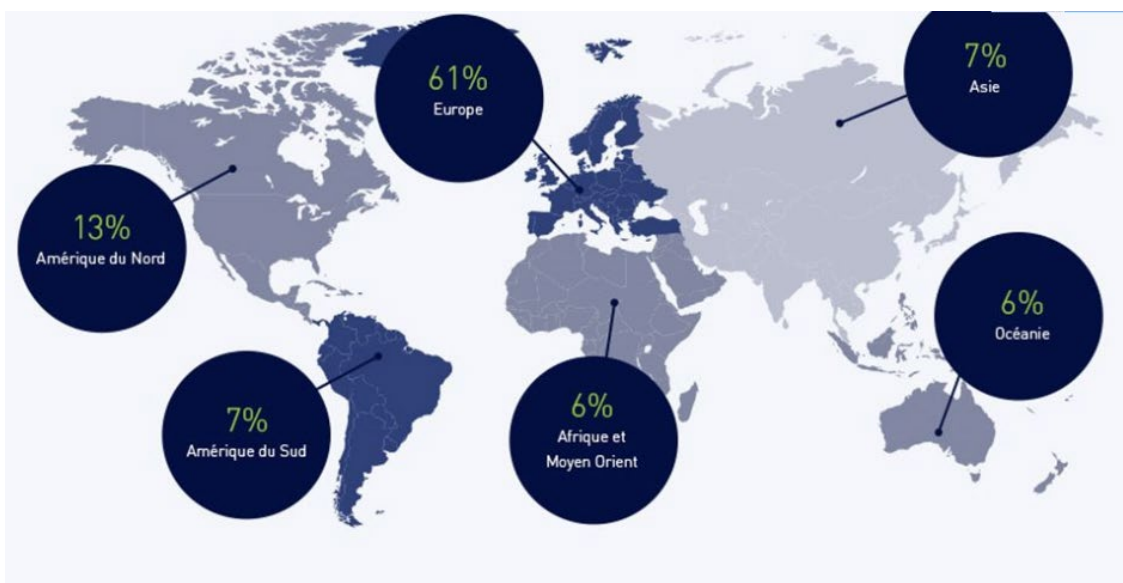 61%
Europe
7%
Asie
13%
Amérique du Nord
6%
Océanie
7%
Amérique du Sud
6%
Afrique et
Moyen Orient